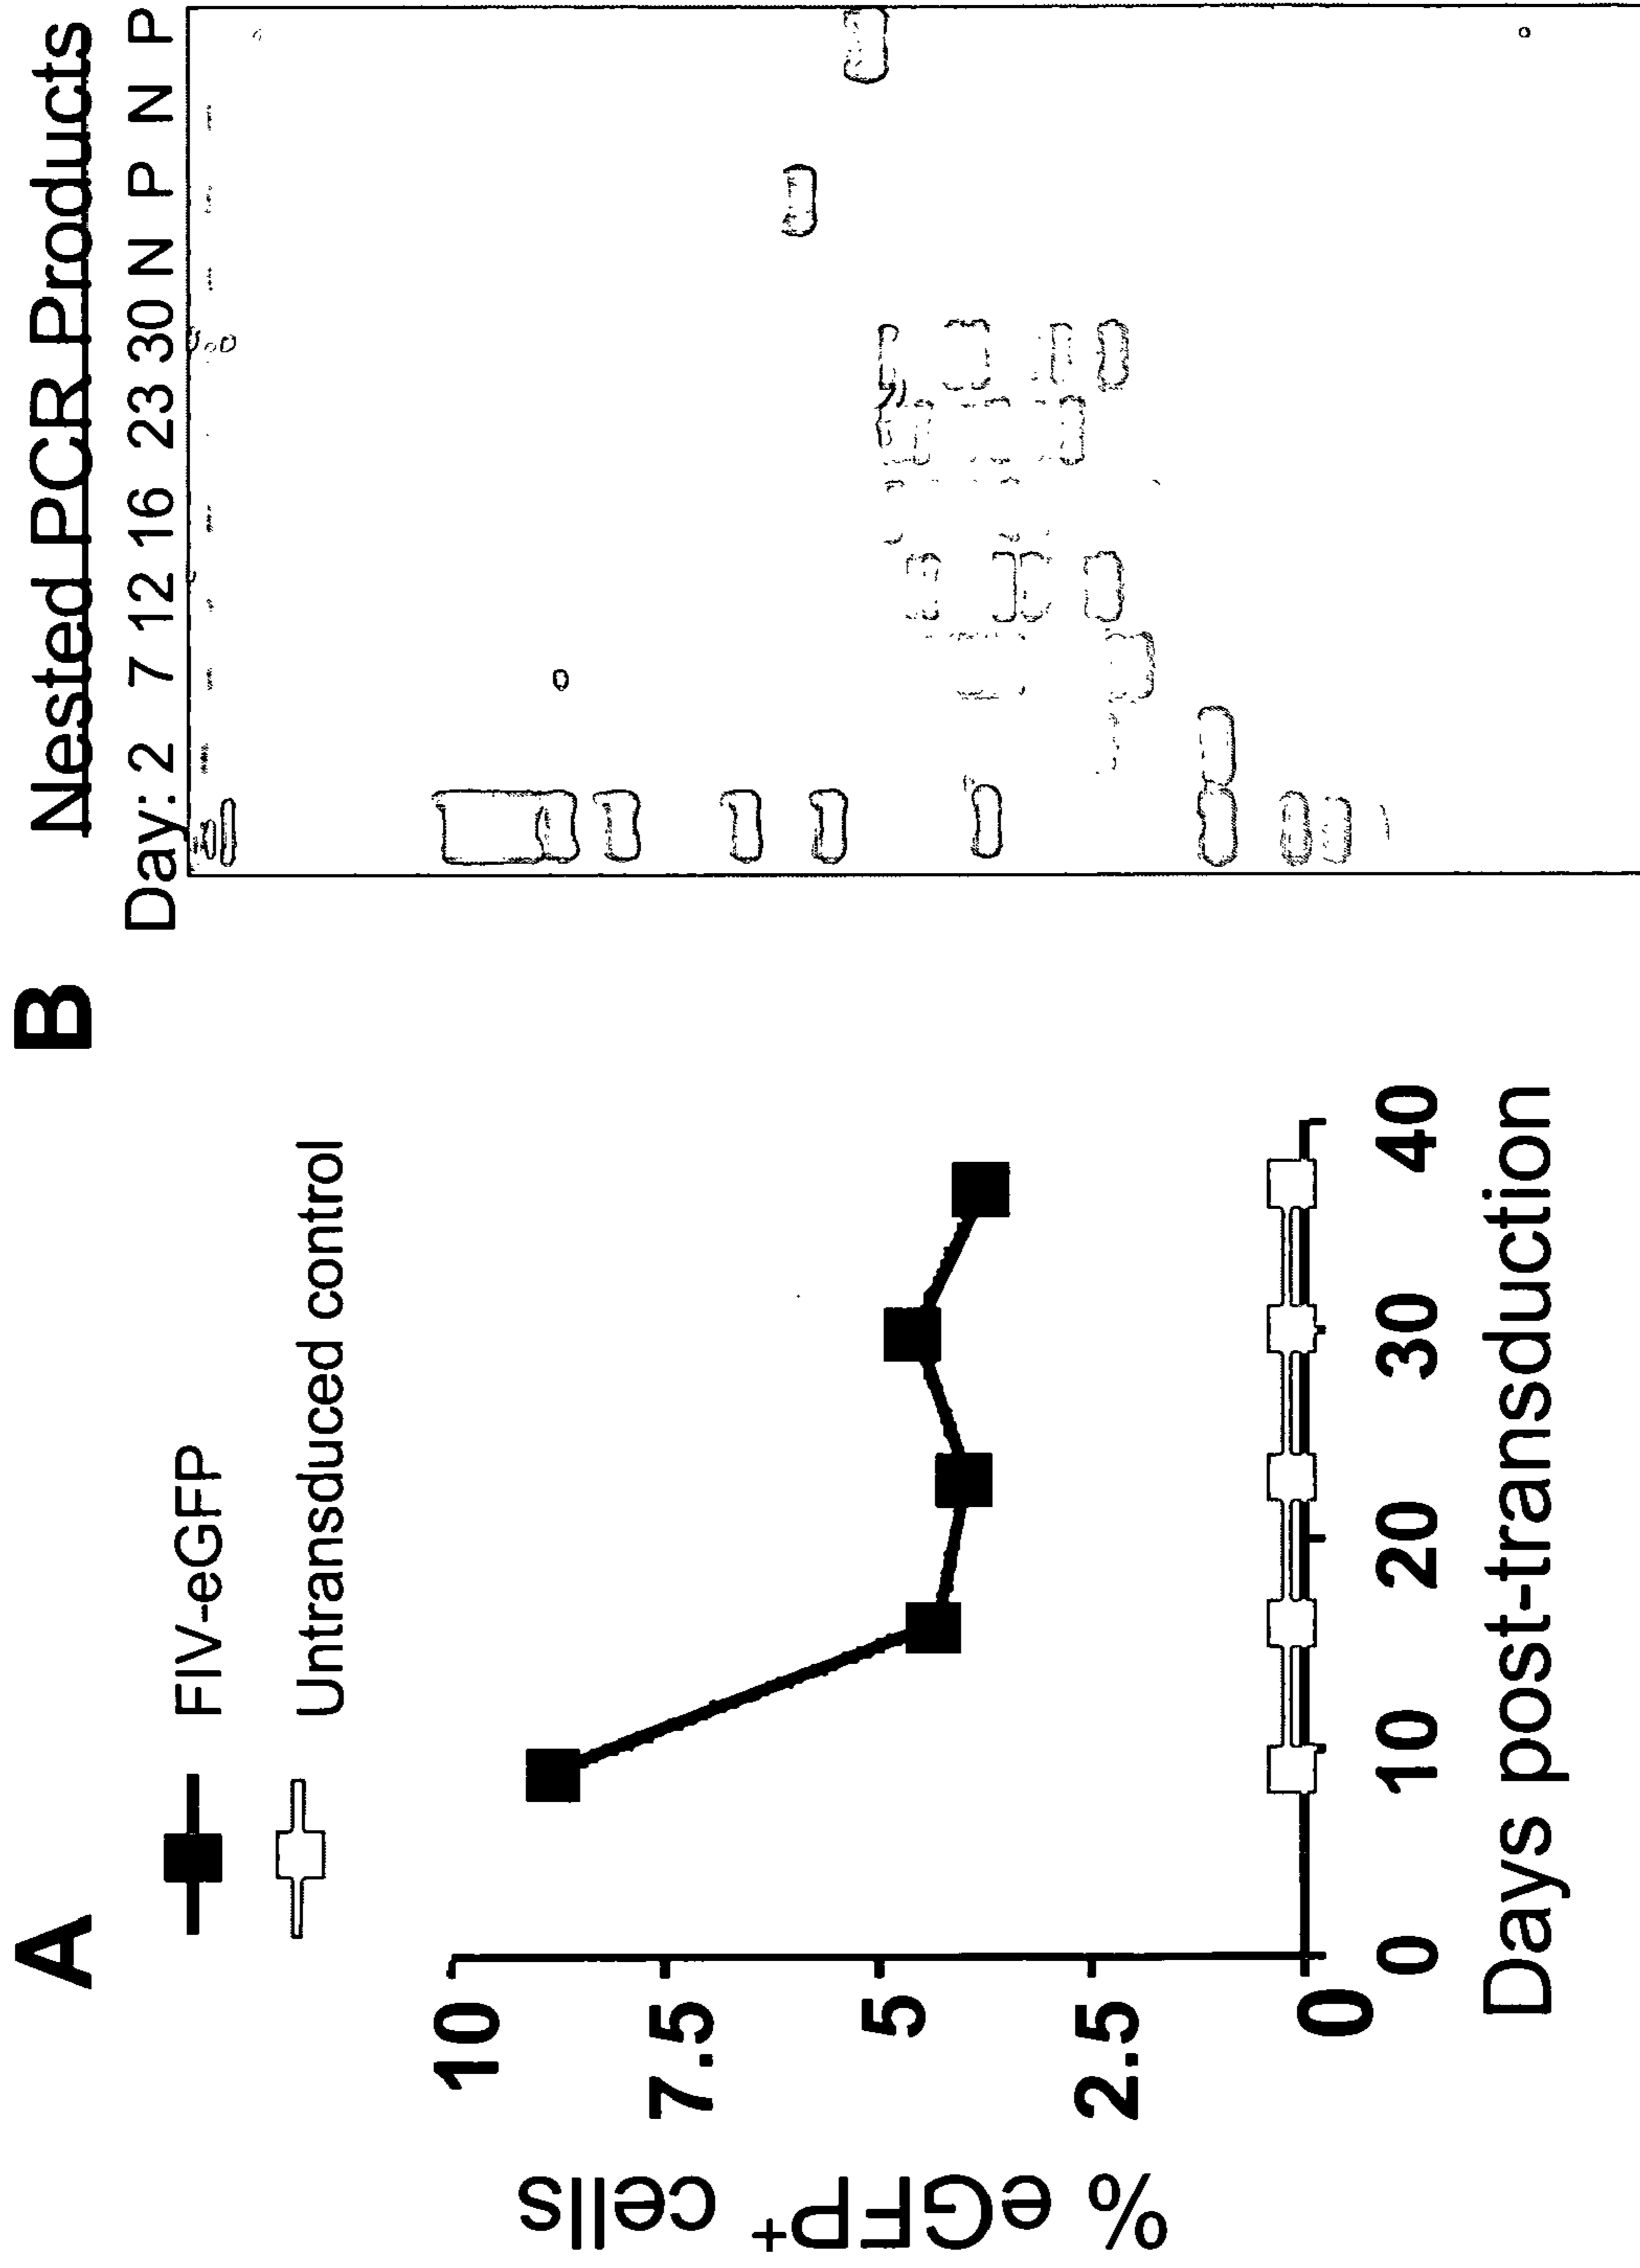 A
FIV-eGFP
Untransduced control
% eGFP+ cells
10
7.5
5
2.5
0
0 10 20 30 40
Days post-transduction
B
Nested PCR Products
Day: 2 7 12 16 23 30 N P N P